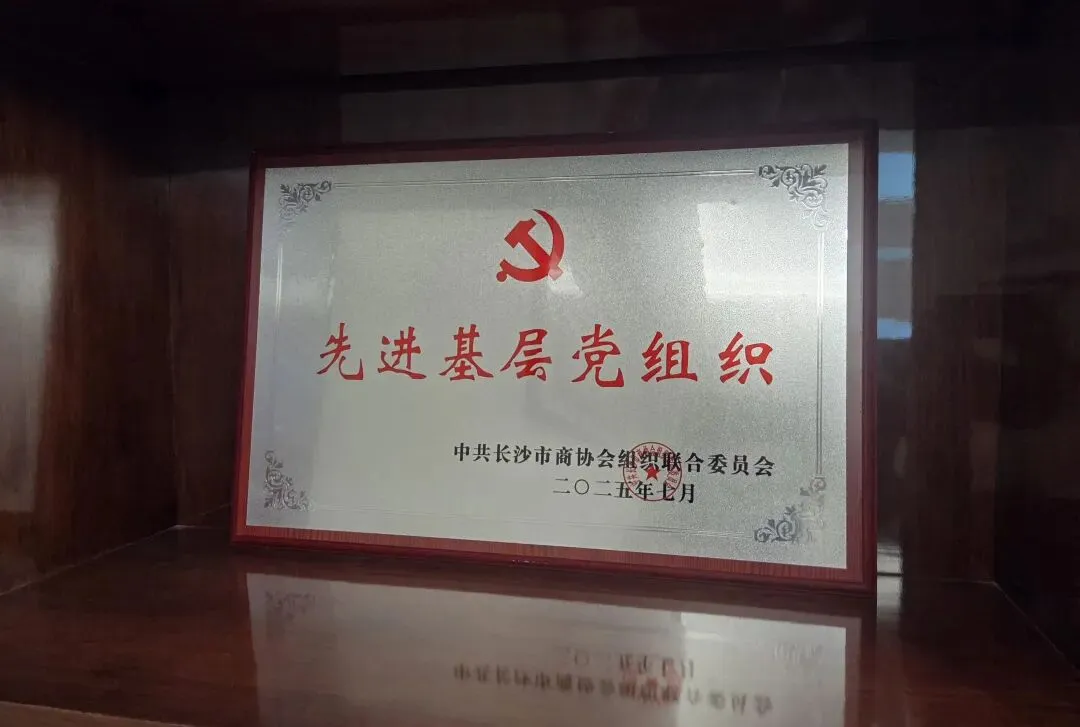 先进基层党组织
中共长沙市商协会组织联合委员会
二〇二五年七月